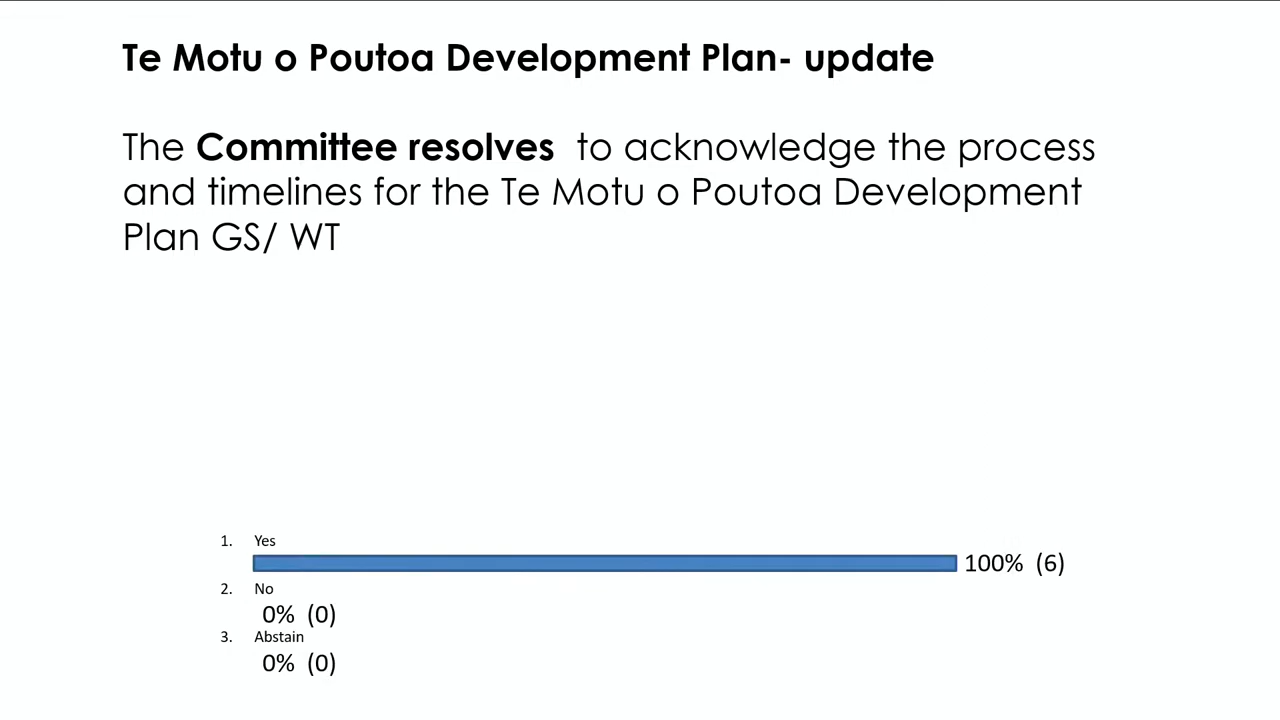 Te Motu o Poutoa Development Plan- update
The Committee resolves  to acknowledge the process
and timelines for the Te Motu o Poutoa Development
Plan GS/ WT
1. Yes
100% (6)
2. No
0% (0)
3. Abstain
0% (0)